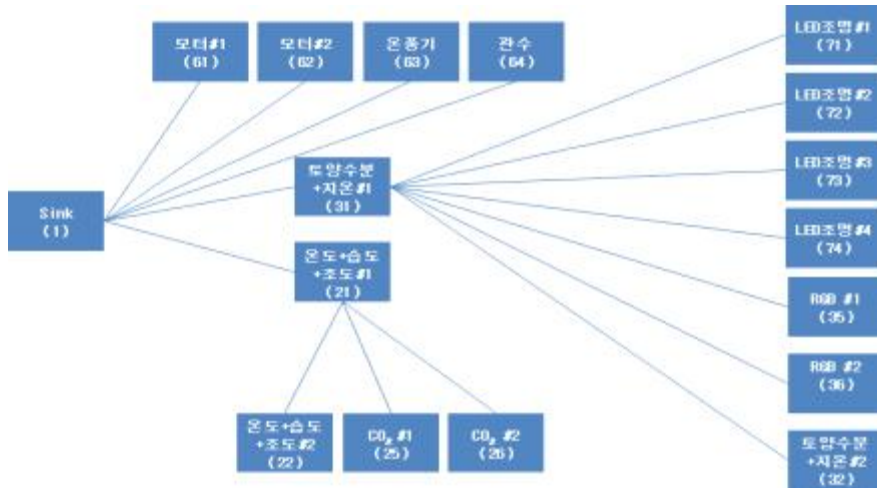 모터#1
(61)
모터#2
(62)
온풍기
(63)
관수
(64)
LED조명#1
(71)
LED조명#2
(72)
LED조명#3
(73)
LED조명#4
(74)
토양수분
+지온#1
(31)
Sink
(1)
온도+습도
+조도#1
(21)
RGB #1
(35)
RGB #2
(36)
온도+습도
+조도#2
(22)
CO₂ #1
(25)
CO₂ #2
(26)
토양수분
+지온#2
(32)